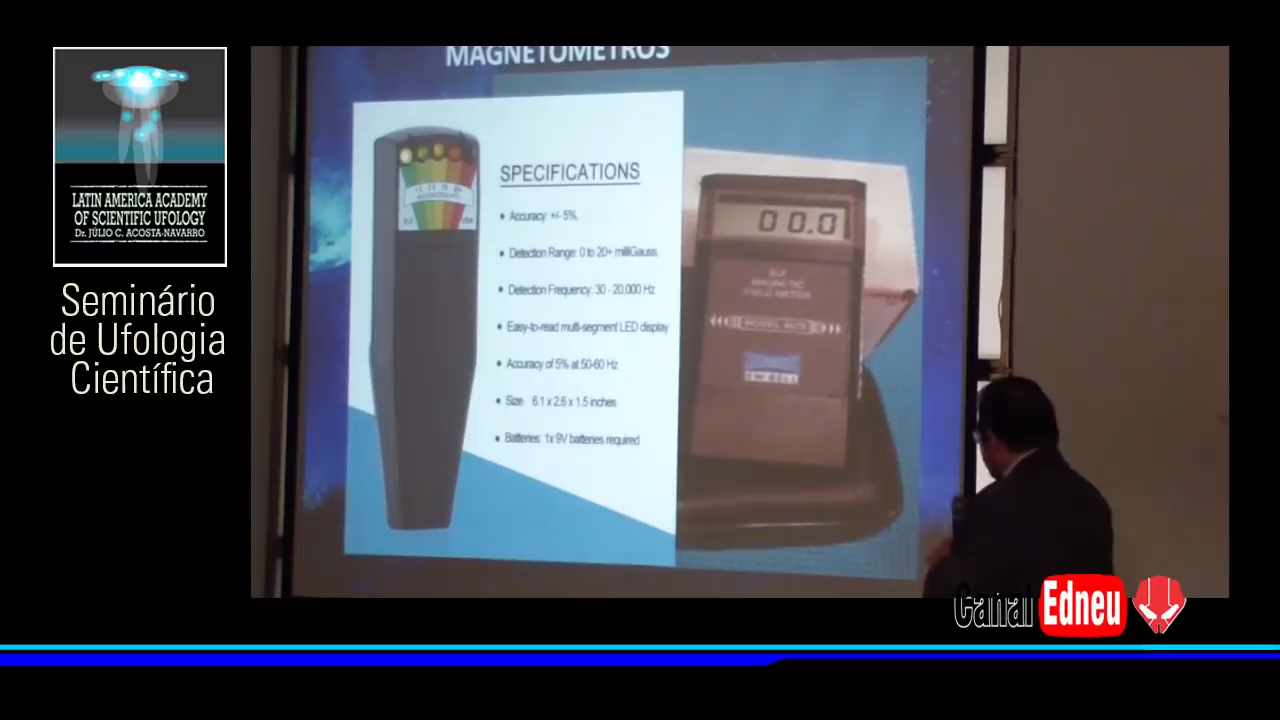 MAGNETOMETROS
LATIN AMERICA ACADEMY
OF SCIENTIFIC UFOLOGY
Dr. JÚLIO C. ACOSTA-NAVARRO
Seminário
de Ufologia
Científica
SPECIFICATIONS
• Accuracy: +/- 5%.
• Detection Range: 0 to 20+ milliGauss.
• Detection Frequency: 30 - 20,000 Hz
• Easy-to-read multi-segment LED display
• Accuracy of 5% at 50-60 Hz
• Size: 6.1 x 2.6 x 1.5 inches
• Batteries: 1x 9V batteries required
00.0
ELF
MAGNETIC
FIELD METER
MODEL
F.W. BELL
Canal Edneu